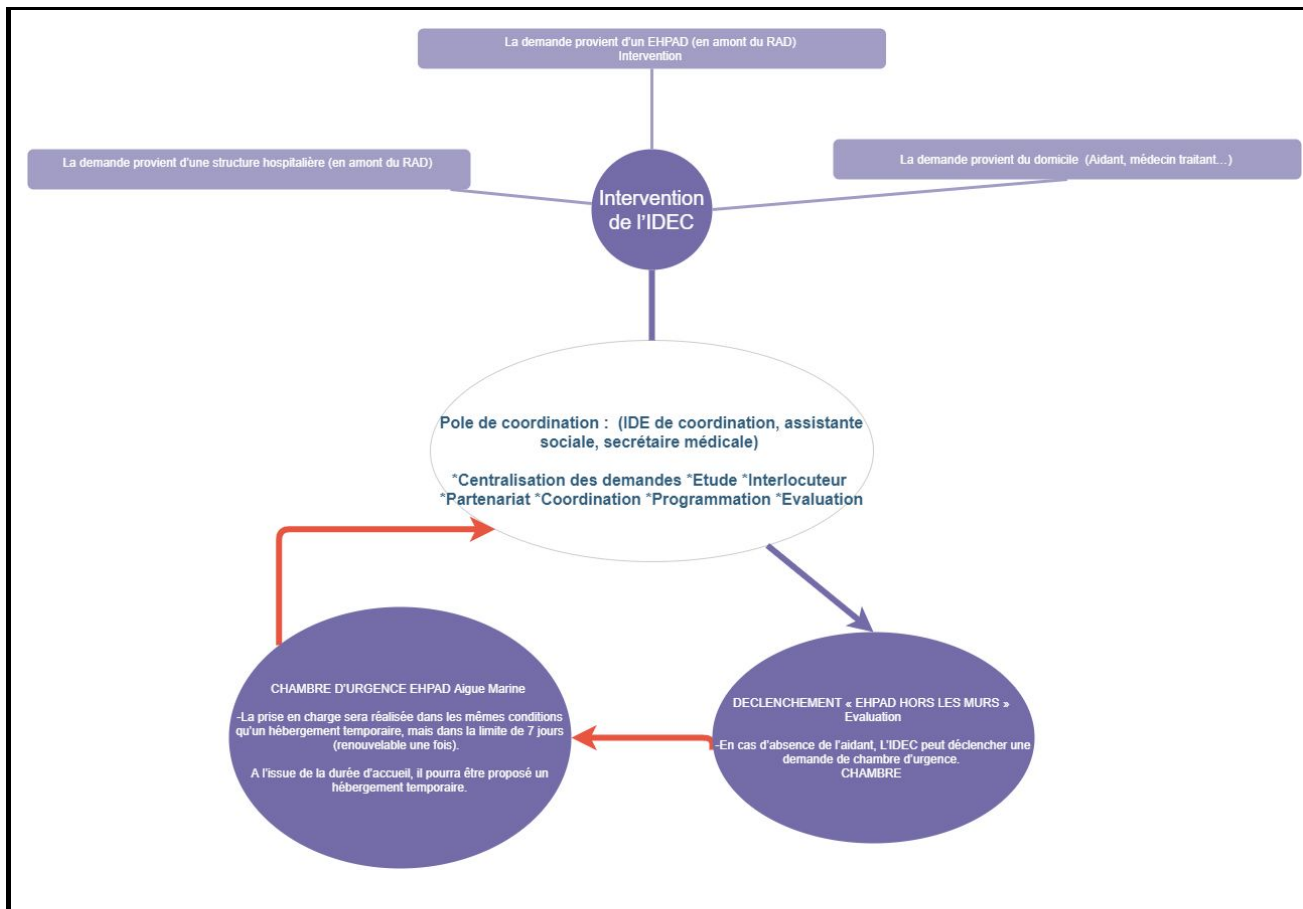 La demande provient d'un EHPAD (en amont du RAD)
Intervention
La demande provient d'une structure hospitalière (en amont du RAD)
La demande provient du domicile (Aidant, médecin traitant...)
Intervention
de l'IDEC
Pole de coordination : (IDE de coordination, assistante
sociale, secrétaire médicale)
*Centralisation des demandes *Etude *Interlocuteur
*Partenariat *Coordination *Programmation *Evaluation
CHAMBRE D'URGENCE EHPAD Aigue Marine
-La prise en charge sera réalisée dans les mêmes conditions
qu'un hébergement temporaire, mais dans la limite de 7 jours
(renouvelable une fois).
A l'issue de la durée d'accueil, il pourra être proposé un
hébergement temporaire.
DECLENCHEMENT « EHPAD HORS LES MURS »
Evaluation
-En cas d'absence de l'aidant, L'IDEC peut déclencher une
demande de chambre d'urgence.
CHAMBRE